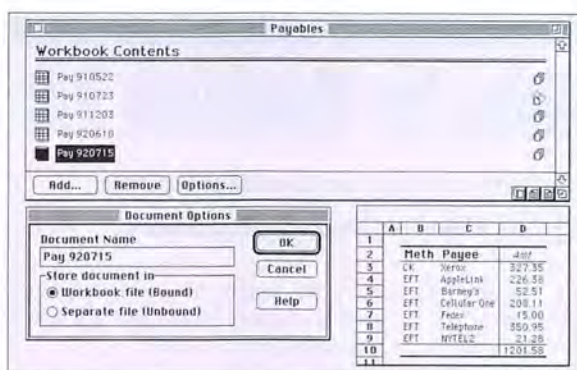 Payables
Workbook Contents
Pay 910522
Pay 910723
Pay 911203
Pay 920610
Pay 920715
Add... Remove Options...
Document Options
Document Name
Pay 920715
Store document in
Workbook file (Bound)
Separate file (Unbound)
OK
Cancel
Help
A B C D
1
2 Meth Payee Amt
3 CK Xerox 327.35
4 EFT AppleLink 226.38
5 EFT Barney's 52.51
6 EFT Cellular One 208.11
7 EFT Fedex 15.00
8 EFT Telephone 350.95
9 EFT NYTEL2 21.28
10 1201.58
11